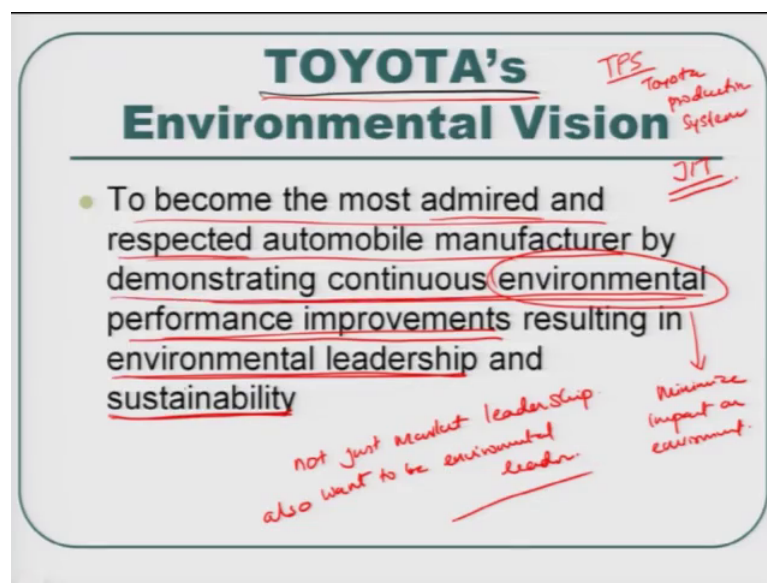 TOYOTA's
Environmental Vision
TPS
Toyota
production
System
JIT
To become the most admired and
respected automobile manufacturer by
demonstrating continuous environmental
performance improvements resulting in
environmental leadership and
sustainability
Minimize
impact on
environment.
not just market leadership.
also want to be environmental
leader.